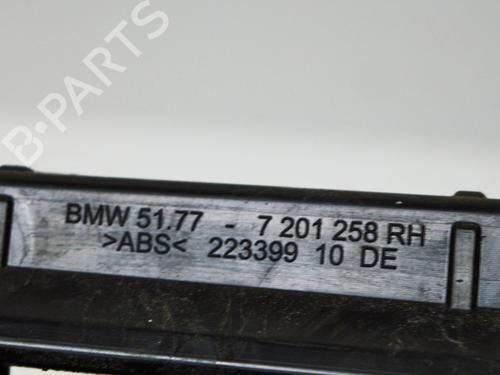 B-PARTS
BMW 51.77 - 7 201 258 RH
>ABS< 223399 10 DE